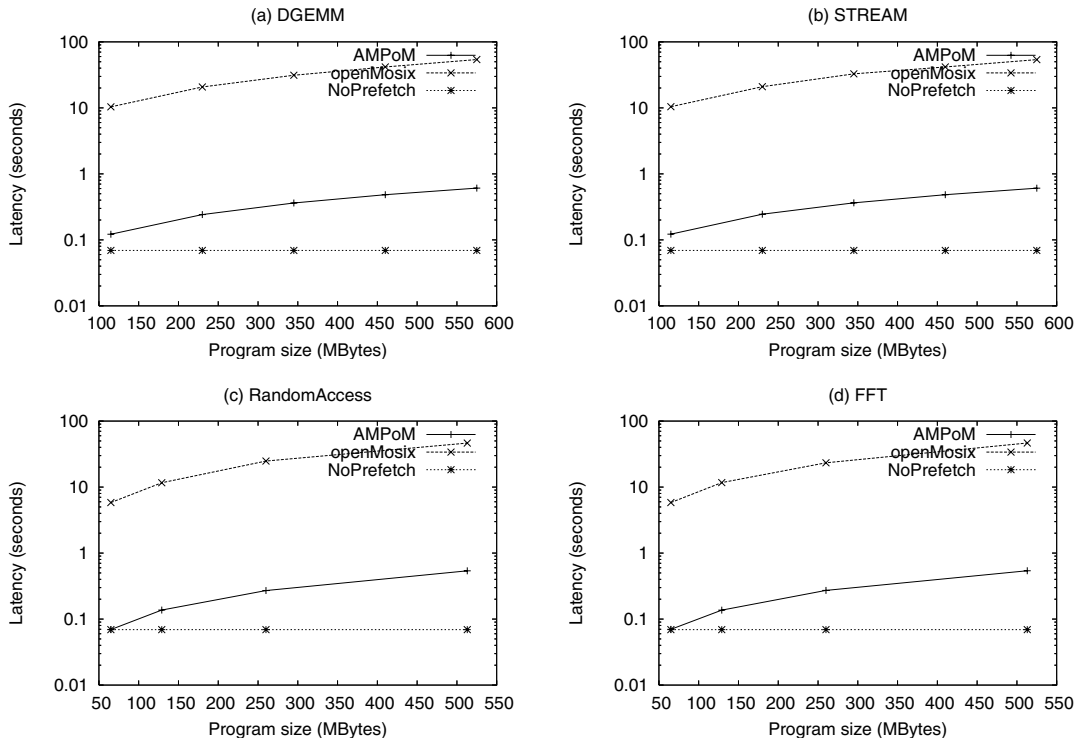 (a) DGEMM
100
10
1
0.1
0.01
Latency (seconds)
AMPoM
openMosix
NoPrefetch
100 150 200 250 300 350 400 450 500 550 600
Program size (MBytes)
(b) STREAM
100
10
1
0.1
0.01
Latency (seconds)
AMPoM
openMosix
NoPrefetch
100 150 200 250 300 350 400 450 500 550 600
Program size (MBytes)
(c) RandomAccess
100
10
1
0.1
0.01
Latency (seconds)
AMPoM
openMosix
NoPrefetch
50 100 150 200 250 300 350 400 450 500 550
Program size (MBytes)
(d) FFT
100
10
1
0.1
0.01
Latency (seconds)
AMPoM
openMosix
NoPrefetch
50 100 150 200 250 300 350 400 450 500 550
Program size (MBytes)